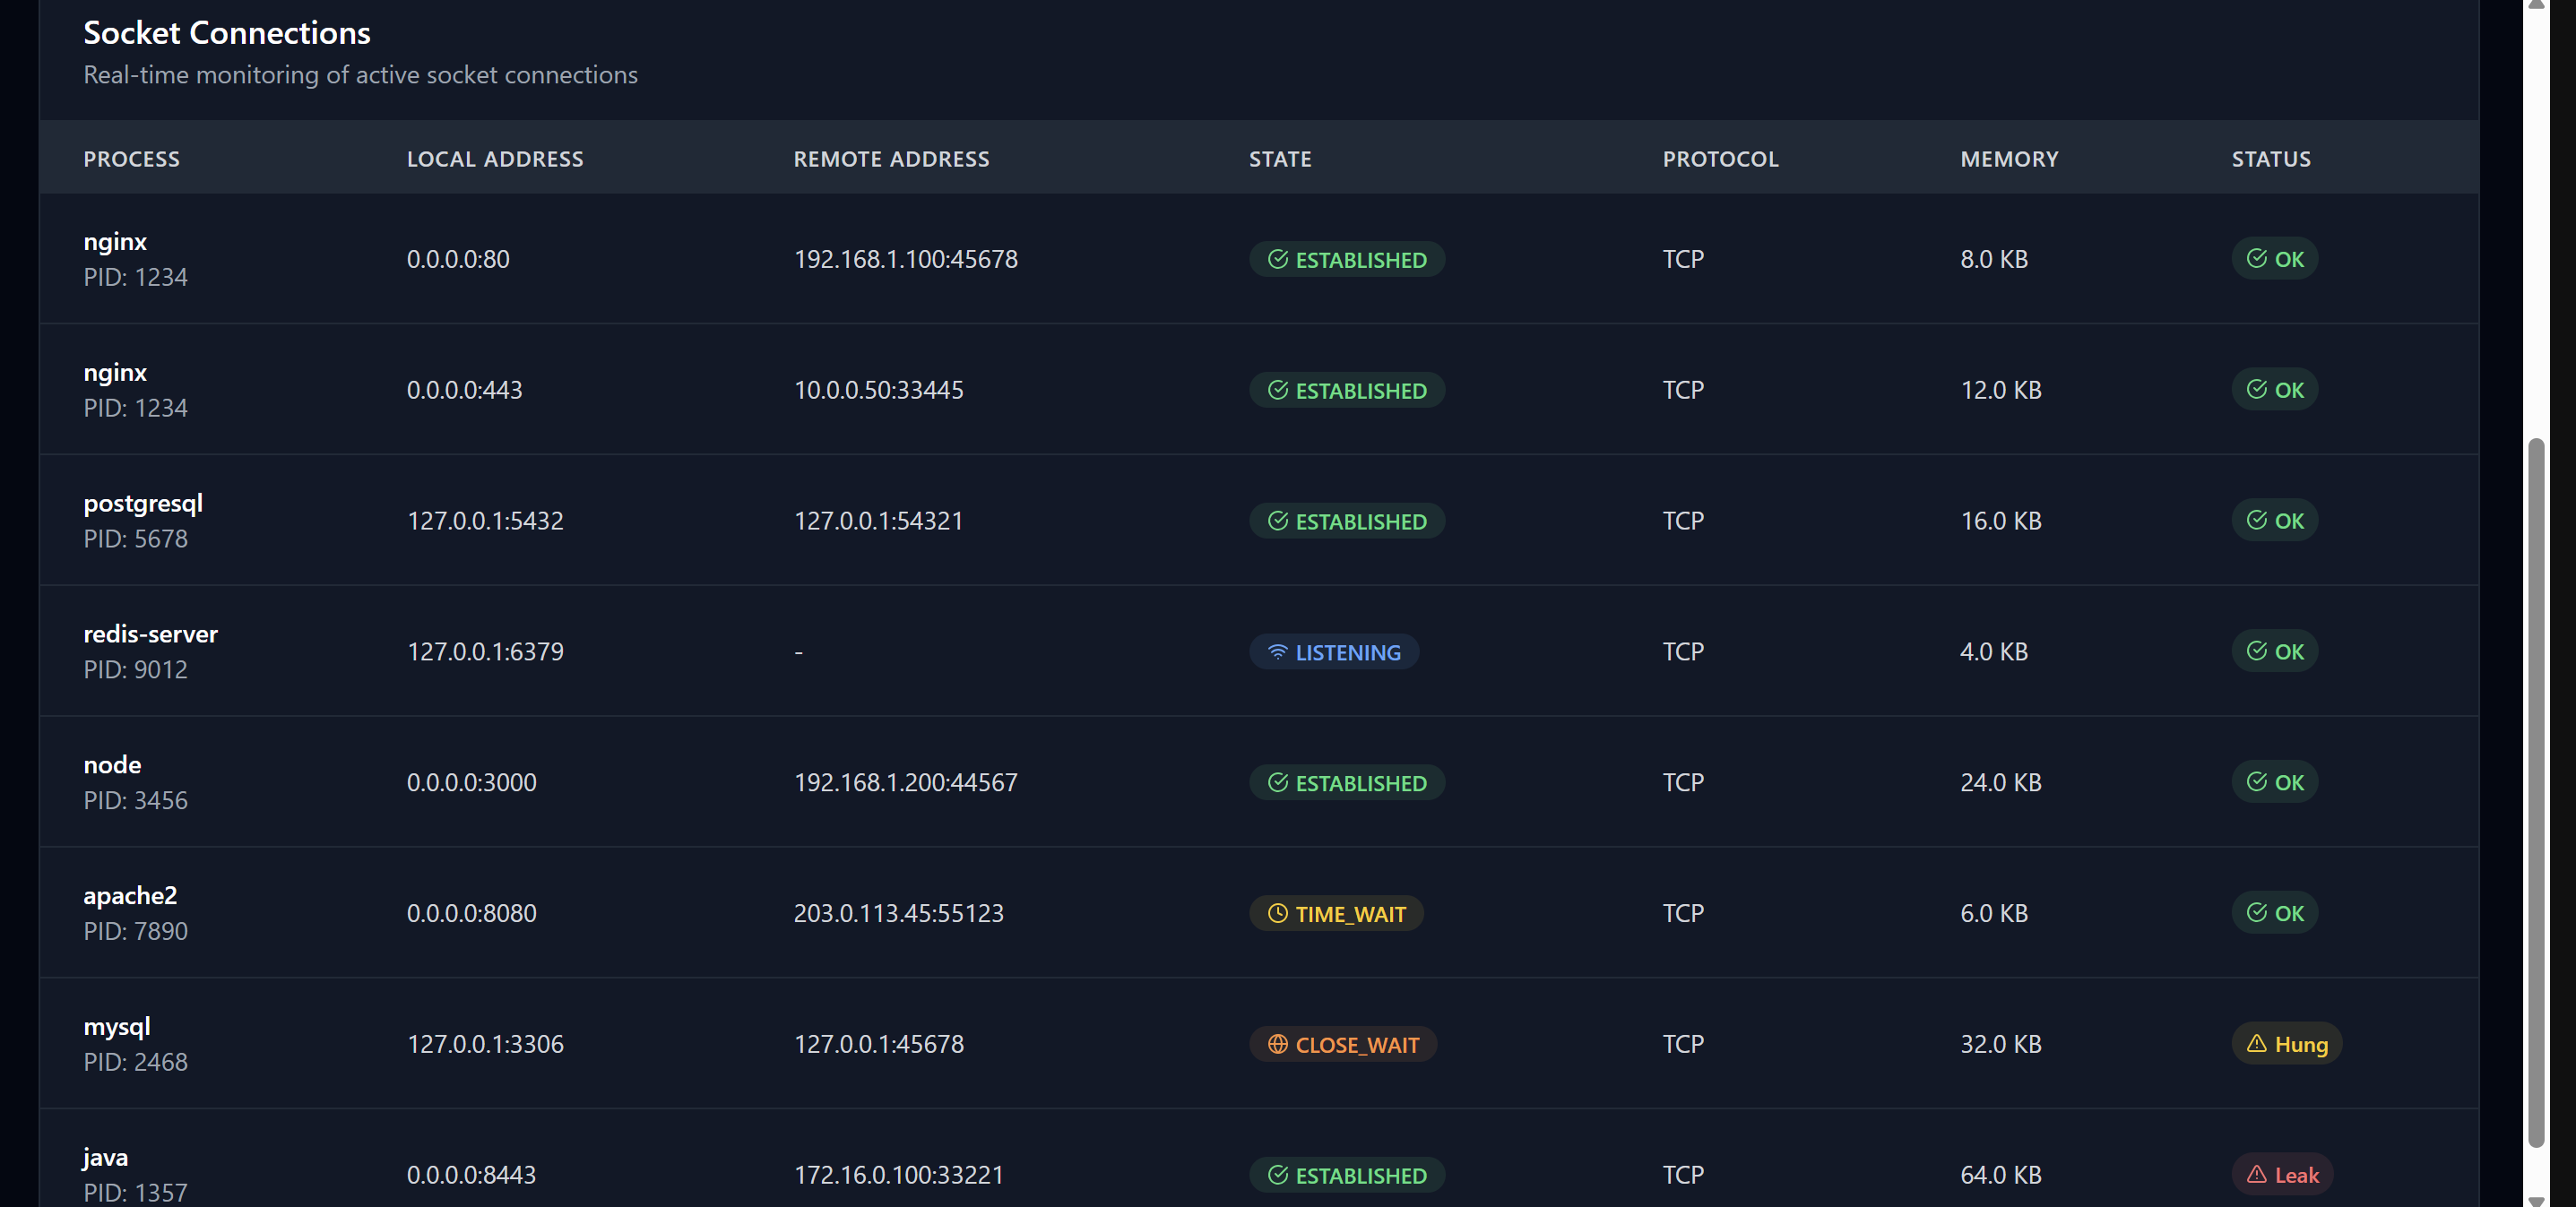 Socket Connections
Real-time monitoring of active socket connections
PROCESS LOCAL ADDRESS REMOTE ADDRESS STATE PROTOCOL MEMORY STATUS
nginx
PID: 1234
0.0.0.0:80 192.168.1.100:45678 ESTABLISHED TCP 8.0 KB OK
nginx
PID: 1234
0.0.0.0:443 10.0.0.50:33445 ESTABLISHED TCP 12.0 KB OK
postgresql
PID: 5678
127.0.0.1:5432 127.0.0.1:54321 ESTABLISHED TCP 16.0 KB OK
redis-server
PID: 9012
127.0.0.1:6379 - LISTENING TCP 4.0 KB OK
node
PID: 3456
0.0.0.0:3000 192.168.1.200:44567 ESTABLISHED TCP 24.0 KB OK
apache2
PID: 7890
0.0.0.0:8080 203.0.113.45:55123 TIME_WAIT TCP 6.0 KB OK
mysql
PID: 2468
127.0.0.1:3306 127.0.0.1:45678 CLOSE_WAIT TCP 32.0 KB Hung
java
PID: 1357
0.0.0.0:8443 172.16.0.100:33221 ESTABLISHED TCP 64.0 KB Leak